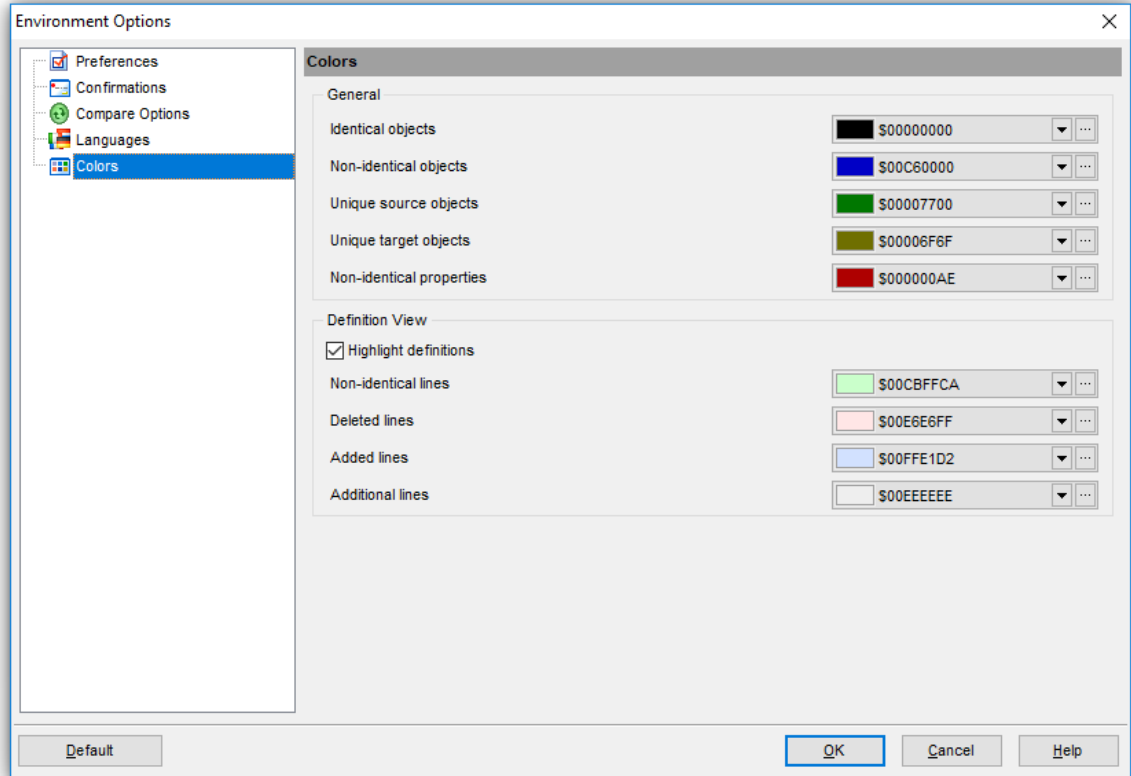 Environment Options
Preferences
Confirmations
Compare Options
Languages
Colors
Colors
General
Identical objects $00000000
Non-identical objects $00C60000
Unique source objects $00007700
Unique target objects $00006F6F
Non-identical properties $000000AE
Definition View
Highlight definitions
Non-identical lines $00CBFFCA
Deleted lines $00E6E6FF
Added lines $00FFE1D2
Additional lines $00EEEEEE
Default OK Cancel Help